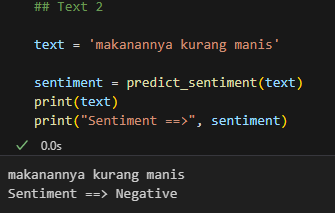 ## Text 2
text = 'makanannya kurang manis'
sentiment = predict_sentiment(text)
print(text)
print("Sentiment ==>", sentiment)
0.0s
makanannya kurang manis
Sentiment ==> Negative